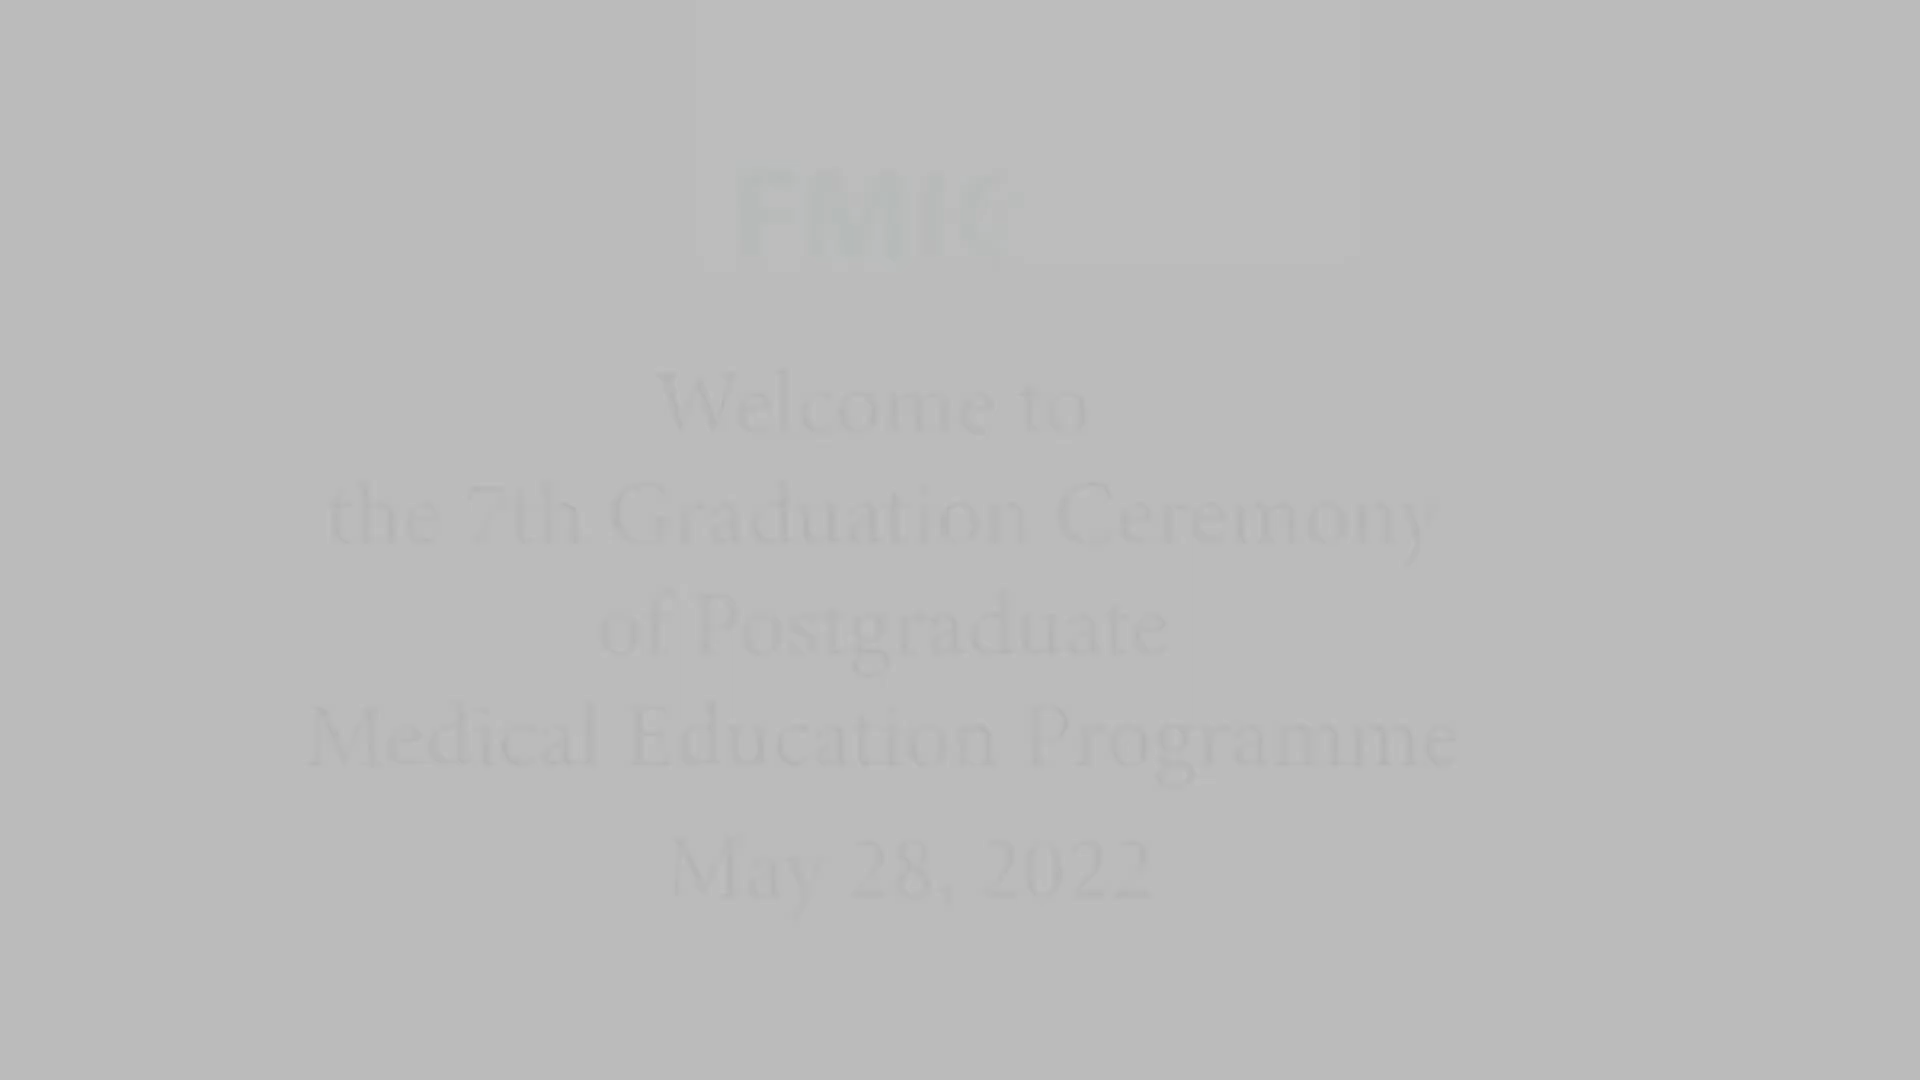 FMIC
Welcome to
the 7th Graduation Ceremony
of Postgraduate
Medical Education Programme
May 28, 2022